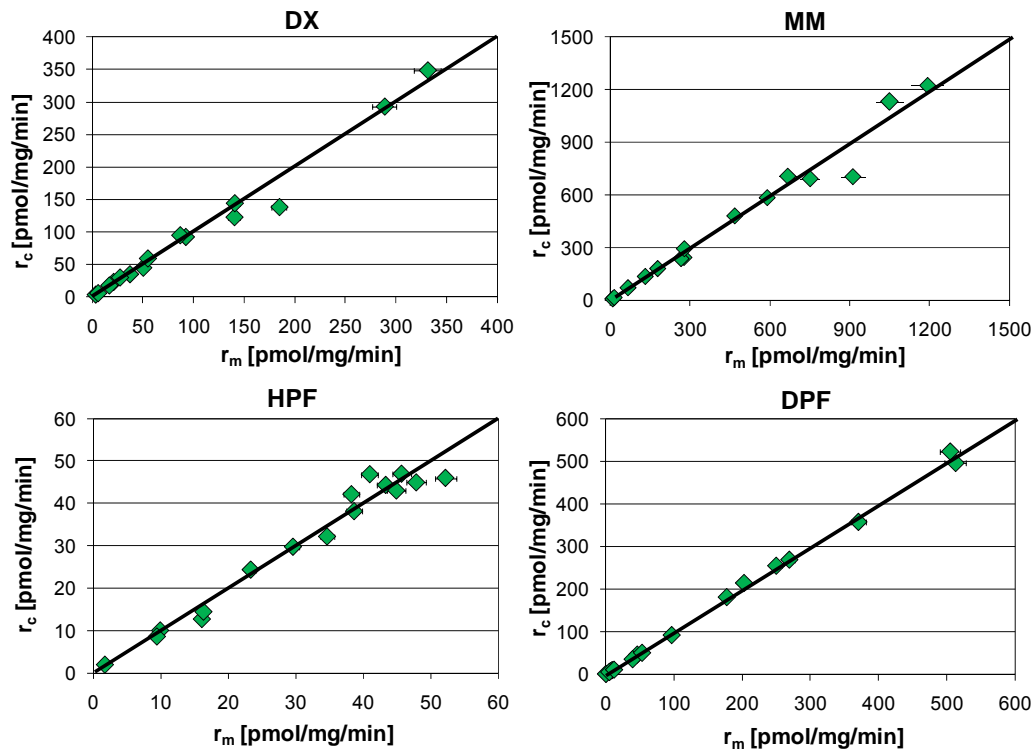 DX
400
350
300
250
200
150
100
50
0
r_c [pmol/mg/min]
0 50 100 150 200 250 300 350 400
r_m [pmol/mg/min]
MM
1500
1200
900
600
300
0
r_c [pmol/mg/min]
0 300 600 900 1200 1500
r_m [pmol/mg/min]
HPF
60
50
40
30
20
10
0
r_c [pmol/mg/min]
0 10 20 30 40 50 60
r_m [pmol/mg/min]
DPF
600
500
400
300
200
100
0
r_c [pmol/mg/min]
0 100 200 300 400 500 600
r_m [pmol/mg/min]